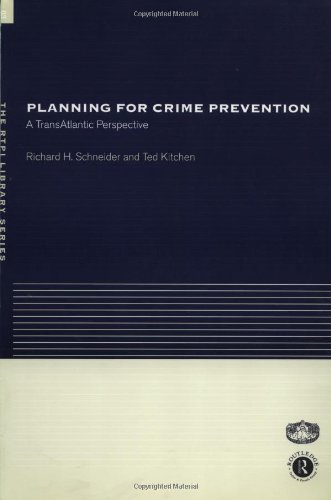 Copyrighted Material
THE RTPI LIBRARY SERIES
PLANNING FOR CRIME PREVENTION
A TransAtlantic Perspective
Richard H. Schneider and Ted Kitchen
ROUTLEDGE
R
Copyrighted Material